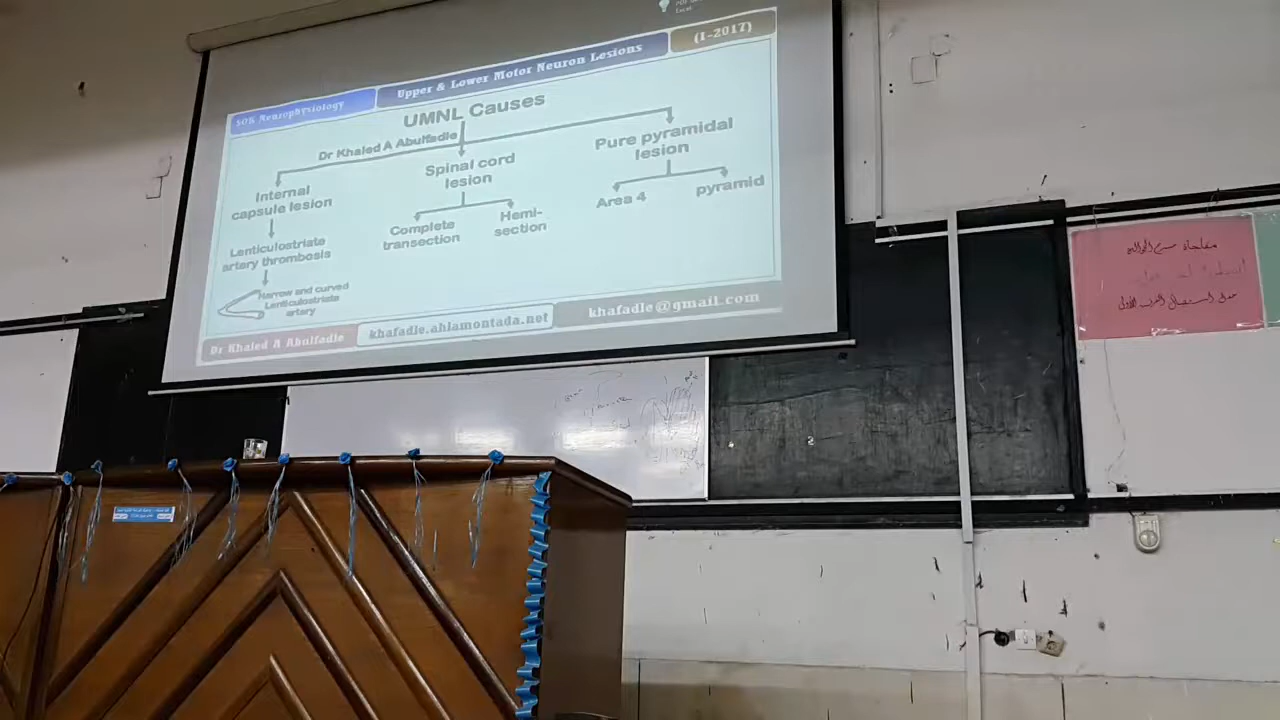 SOK Neurophysiology
Upper & Lower Motor Neuron Lesions
(I-2017)
UMNL Causes
Dr Khaled A Abulfadle
Internal
capsule lesion
Lenticulostriate
artery thrombosis
Narrow and curved
Lenticulostriate
artery
Spinal cord
lesion
Complete
transection
Hemi-
section
Pure pyramidal
lesion
Area 4
pyramid
Dr Khaled A Abulfadle
khafadle.ahlamontada.net
khafadle@gmail.com